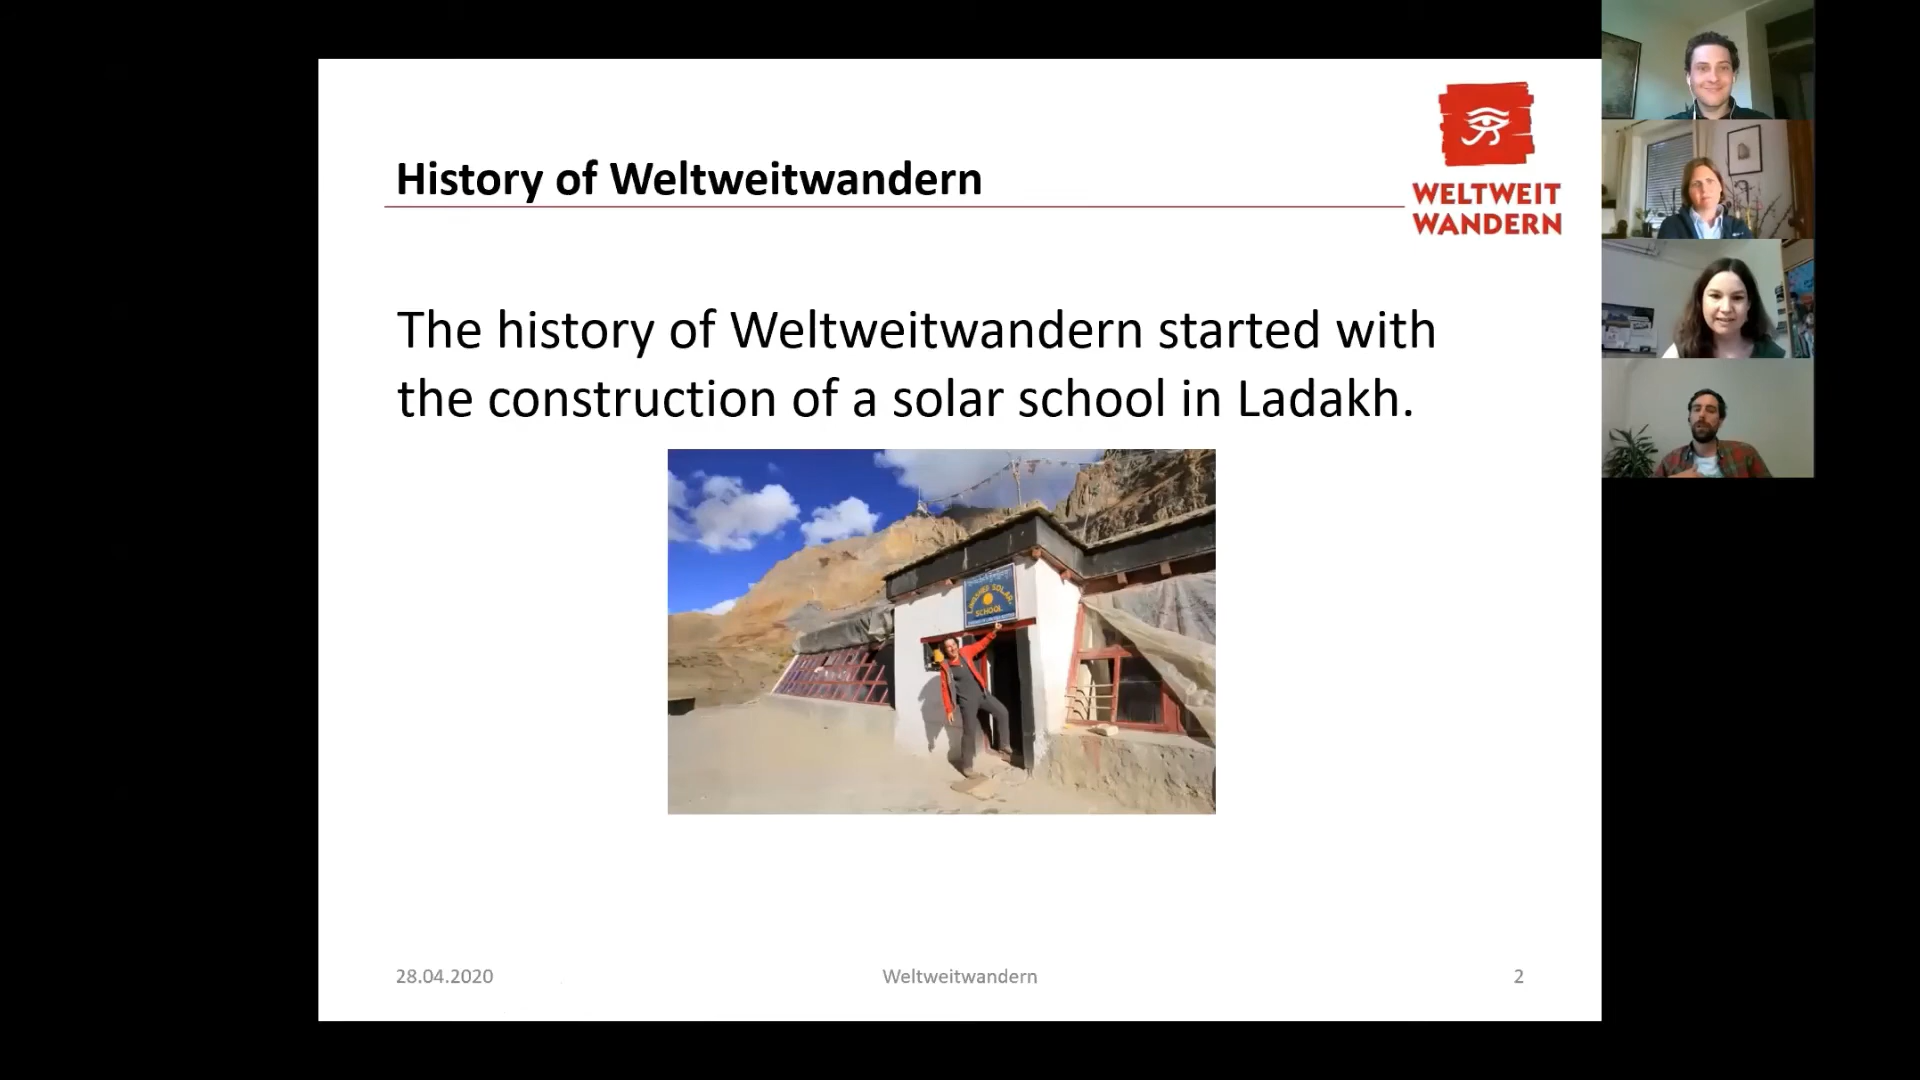 History of Weltweitwandern
WELTWEIT
WANDERN
The history of Weltweitwandern started with
the construction of a solar school in Ladakh.
SOLAR
SCHOOL
28.04.2020
Weltweitwandern
2